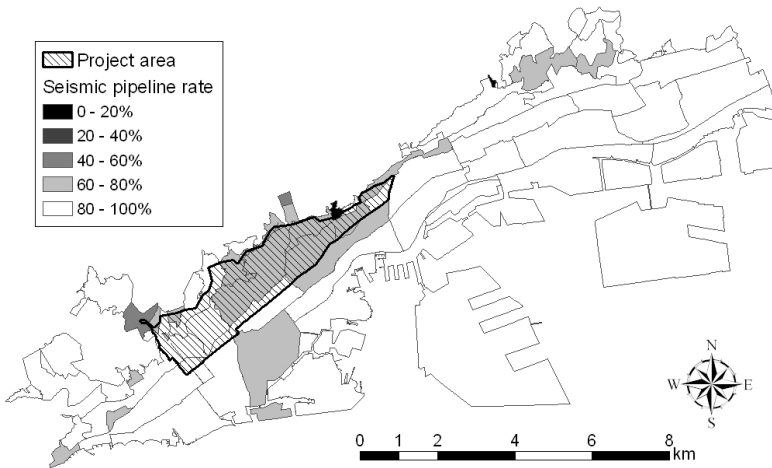 Project area
Seismic pipeline rate
0 - 20%
20 - 40%
40 - 60%
60 - 80%
80 - 100%
N
W E
S
0 1 2 4 6 8
km